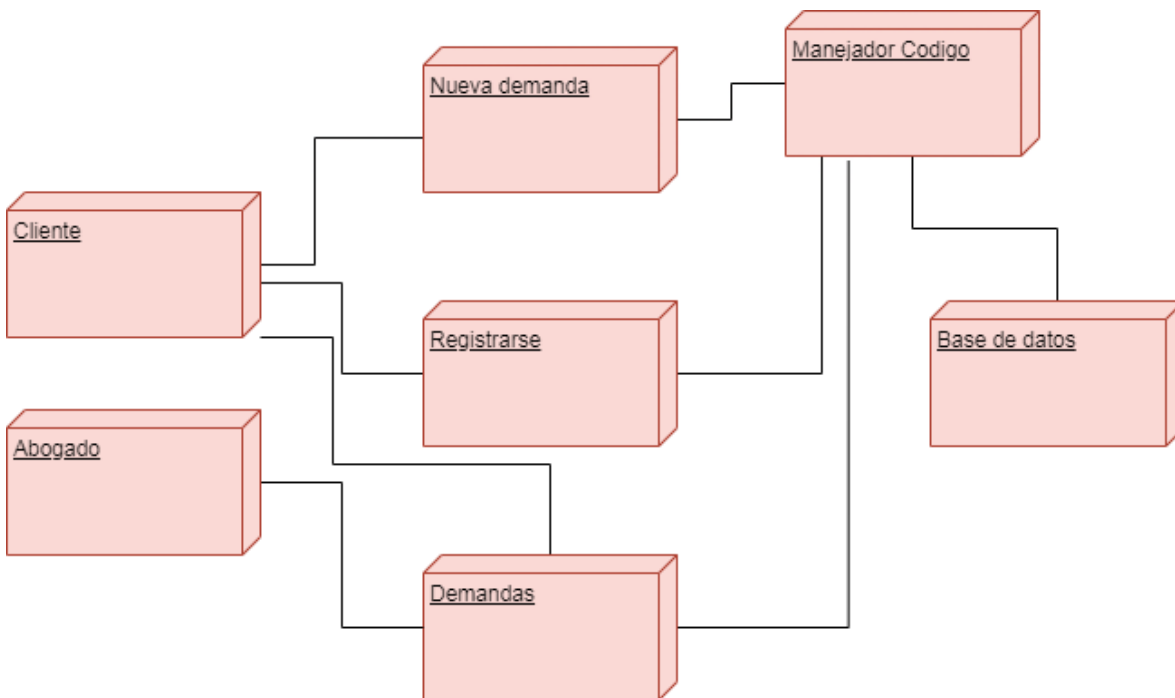 Manejador Codigo
Nueva demanda
Cliente
Registrarse
Base de datos
Abogado
Demandas